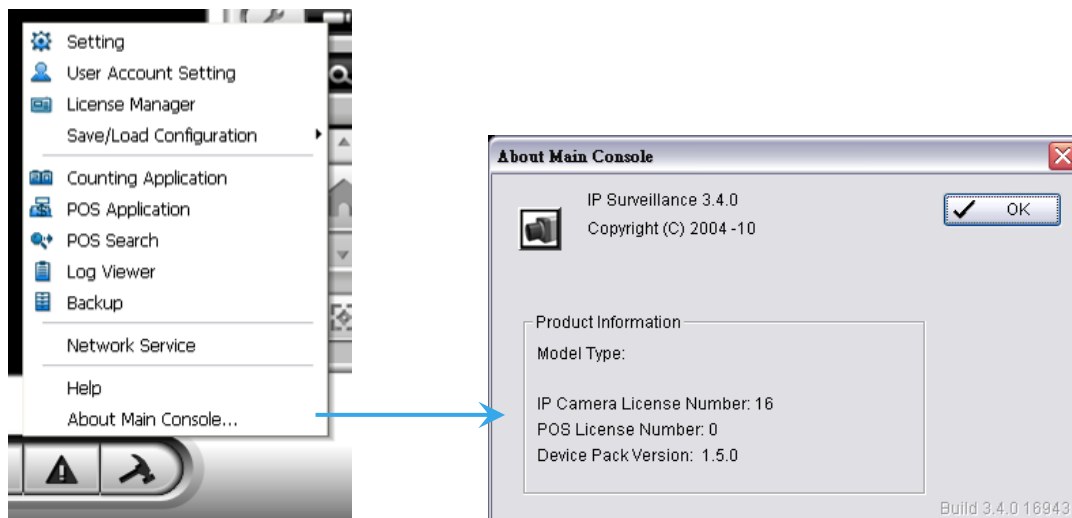 Setting
User Account Setting
License Manager
Save/Load Configuration
Counting Application
POS Application
POS Search
Log Viewer
Backup
Network Service
Help
About Main Console...
About Main Console
IP Surveillance 3.4.0
Copyright (C) 2004 -10
OK
Product Information
Model Type:
IP Camera License Number: 16
POS License Number: 0
Device Pack Version: 1.5.0
Build 3.4.0 16943